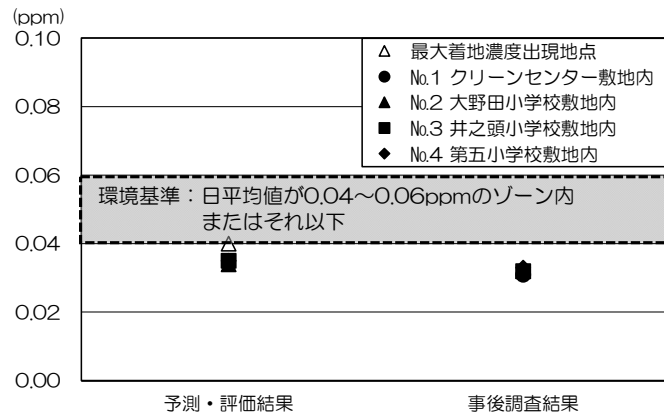 (ppm)
0.10
0.08
0.06
0.04
0.02
0.00
△ 最大着地濃度出現地点
● №1 クリーンセンター敷地内
▲ №2 大野田小学校敷地内
■ №3 井之頭小学校敷地内
◆ №4 第五小学校敷地内
環境基準：日平均値が0.04～0.06ppmのゾーン内
またはそれ以下
予測・評価結果
事後調査結果